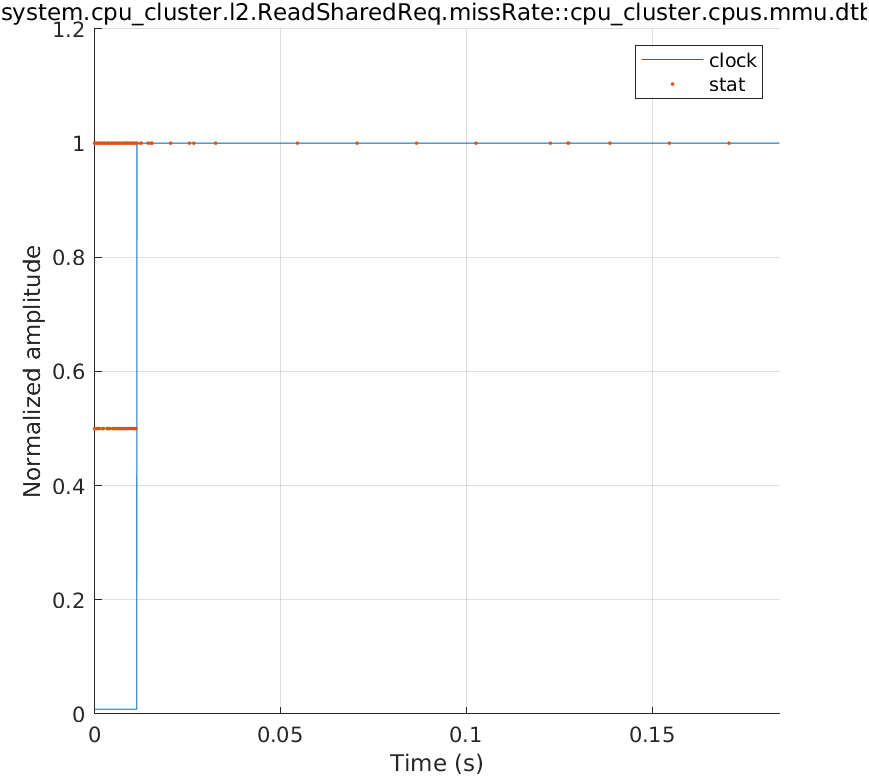 system.cpu_cluster.l2.ReadSharedReq.missRate::cpu_cluster.cpus.mmu.dtb
1.2
clock
stat
1
0.8
Normalized amplitude
0.6
0.4
0.2
0
0
0.05
0.1
0.15
Time (s)